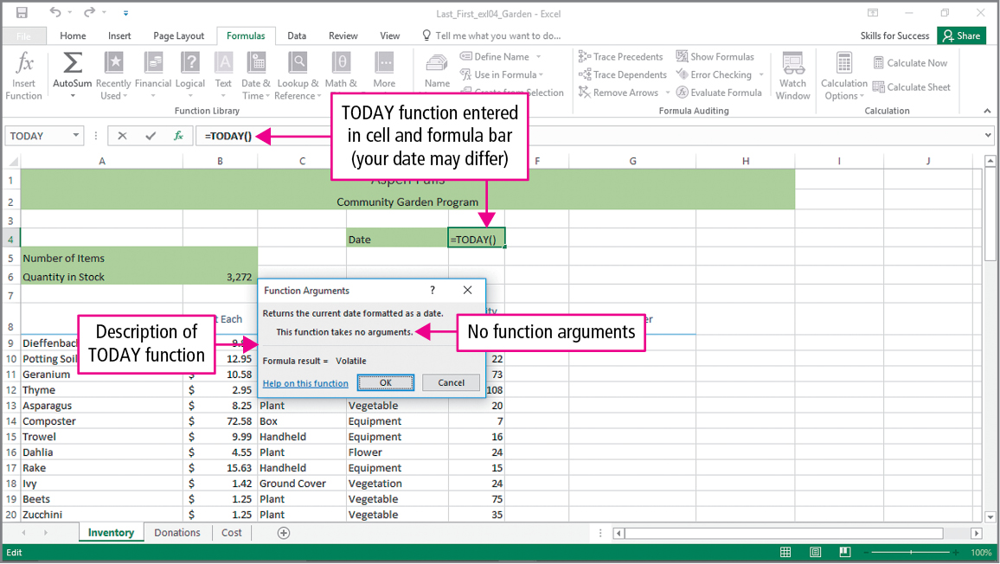 Last_First_exl04_Garden - Excel
File Home Insert Page Layout Formulas Data Review View Tell me what you want to do... Skills for Success Share
Insert Function
AutoSum
Recently Used
Financial
Logical
Text
Date & Time
Lookup & Reference
Math &
More
Function Library
Name
Define Name
Use in Formula
from Selection
Trace Precedents
Trace Dependents
Remove Arrows
Show Formulas
Error Checking
Evaluate Formula
Formula Auditing
Watch Window
Calculation Options
Calculate Now
Calculate Sheet
Calculation
TODAY =TODAY()
TODAY function entered
in cell and formula bar
(your date may differ)
A B C F G H I J
1
2 Community Garden Program
3
4 Date =TODAY()
5 Number of Items
6 Quantity in Stock 3,272
7
8 Each
Function Arguments ?
Returns the current date formatted as a date.
This function takes no arguments.
Formula result = Volatile
Help on this function OK Cancel
Description of
TODAY function
No function arguments
9
10 Potting Soil 12.95 22
11 Geranium $ 10.58 73
12 Thyme $ 2.95 108
13 Asparagus $ 8.25 Plant Vegetable 20
14 Composter $ 72.58 Box Equipment 7
15 Trowel $ 9.99 Handheld Equipment 16
16 Dahlia $ 4.55 Plant Flower 24
17 Rake $ 15.63 Handheld Equipment 15
18 Ivy $ 1.42 Ground Cover Vegetation 24
19 Beets $ 1.25 Plant Vegetable 75
20 Zucchini $ 1.25 Plant Vegetable 35
Inventory Donations Cost
Edit 100%